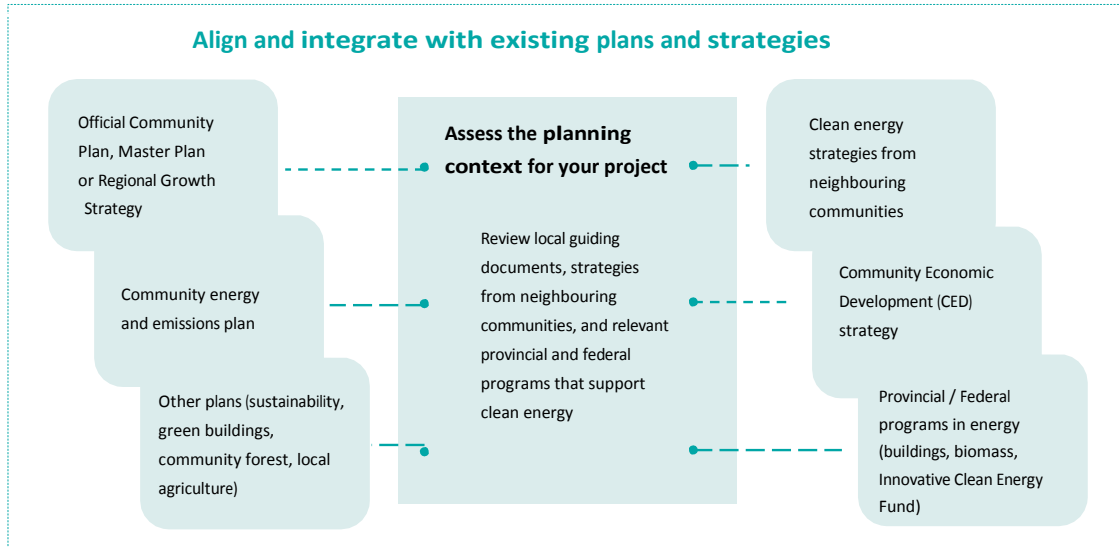 Align and integrate with existing plans and strategies
Official Community
Plan, Master Plan
or Regional Growth
Strategy
Community energy
and emissions plan
Other plans (sustainability,
green buildings,
community forest, local
agriculture)
Assess the planning
context for your project
Review local guiding
documents, strategies
from neighbouring
communities, and relevant
provincial and federal
programs that support
clean energy
Clean energy
strategies from
neighbouring
communities
Community Economic
Development (CED)
strategy
Provincial / Federal
programs in energy
(buildings, biomass,
Innovative Clean Energy
Fund)